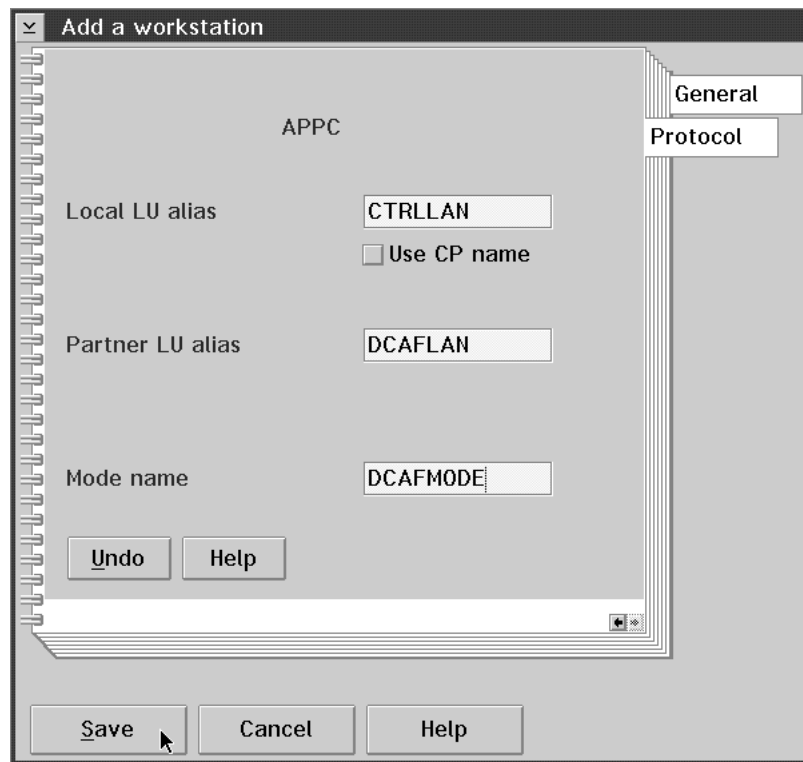 Add a workstation
General
APPC
Protocol
Local LU alias CTRLLAN
Use CP name
Partner LU alias DCAFLAN
Mode name DCAFMODE
Undo Help
Save Cancel Help